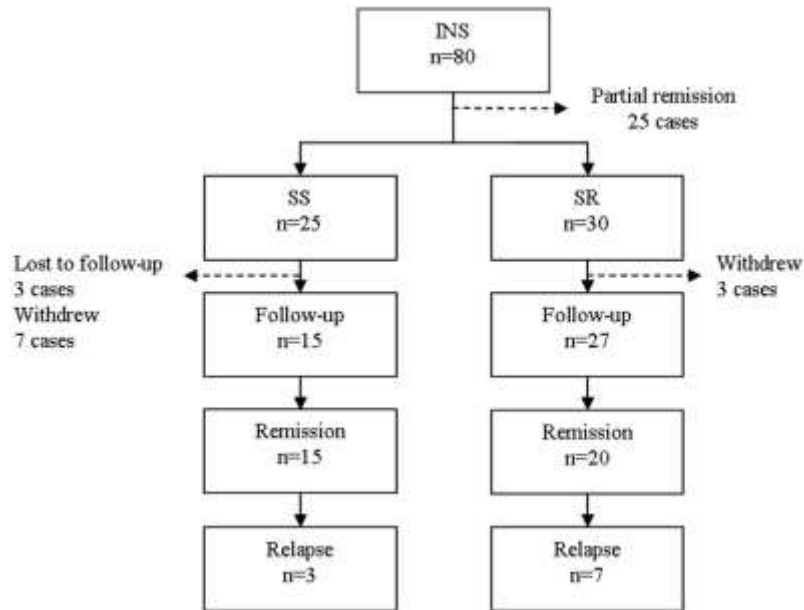 INS
n=80
Partial remission
25 cases
SS
n=25
SR
n=30
Lost to follow-up
3 cases
Withdrew
7 cases
Withdrew
3 cases
Follow-up
n=15
Follow-up
n=27
Remission
n=15
Remission
n=20
Relapse
n=3
Relapse
n=7